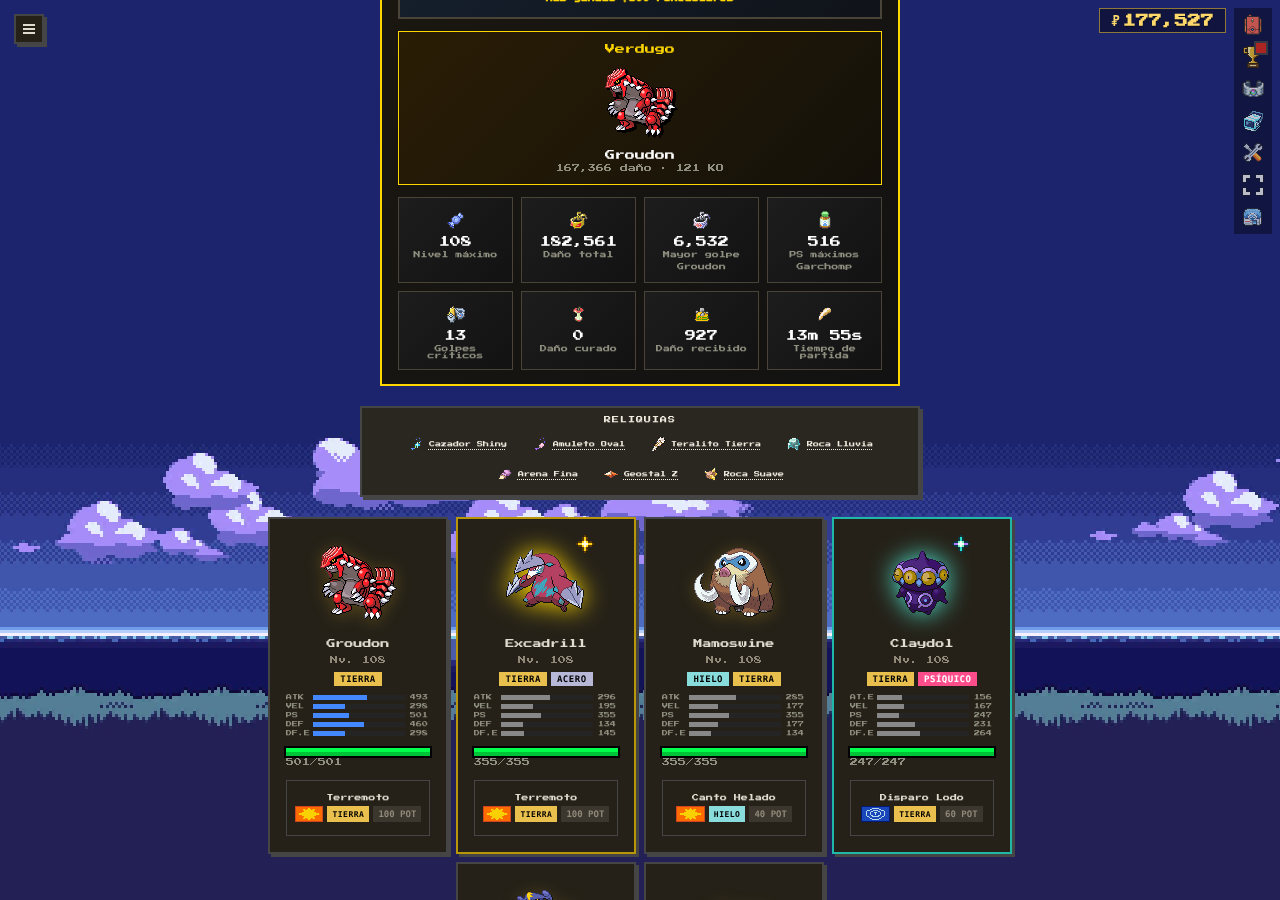 ₽ 177,527
Verdugo
Groudon
167,366 daño · 121 KO
108
Nivel máximo
182,561
Daño total
6,532
Mayor golpe
Groudon
516
PS máximos
Garchomp
13
Golpes
críticos
0
Daño curado
927
Daño recibido
13m 55s
Tiempo de
partida
RELIQUIAS
Cazador Shiny
Amuleto Oval
Teralito Tierra
Roca Lluvia
Arena Fina
Geostal Z
Roca Suave
Groudon
Nv. 108
TIERRA
ATK 493
VEL 298
PS 501
DEF 460
DF.E 298
501/501
Terremoto
TIERRA 100 POT
Excadrill
Nv. 108
TIERRA ACERO
ATK 296
VEL 195
PS 355
DEF 134
DF.E 145
355/355
Terremoto
TIERRA 100 POT
Mamoswine
Nv. 108
HIELO TIERRA
ATK 285
VEL 177
PS 355
DEF 177
DF.E 134
355/355
Canto Helado
HIELO 40 POT
Claydol
Nv. 108
TIERRA PSÍQUICO
AT.E 156
VEL 167
PS 247
DEF 231
DF.E 264
247/247
Disparo Lodo
TIERRA 60 POT